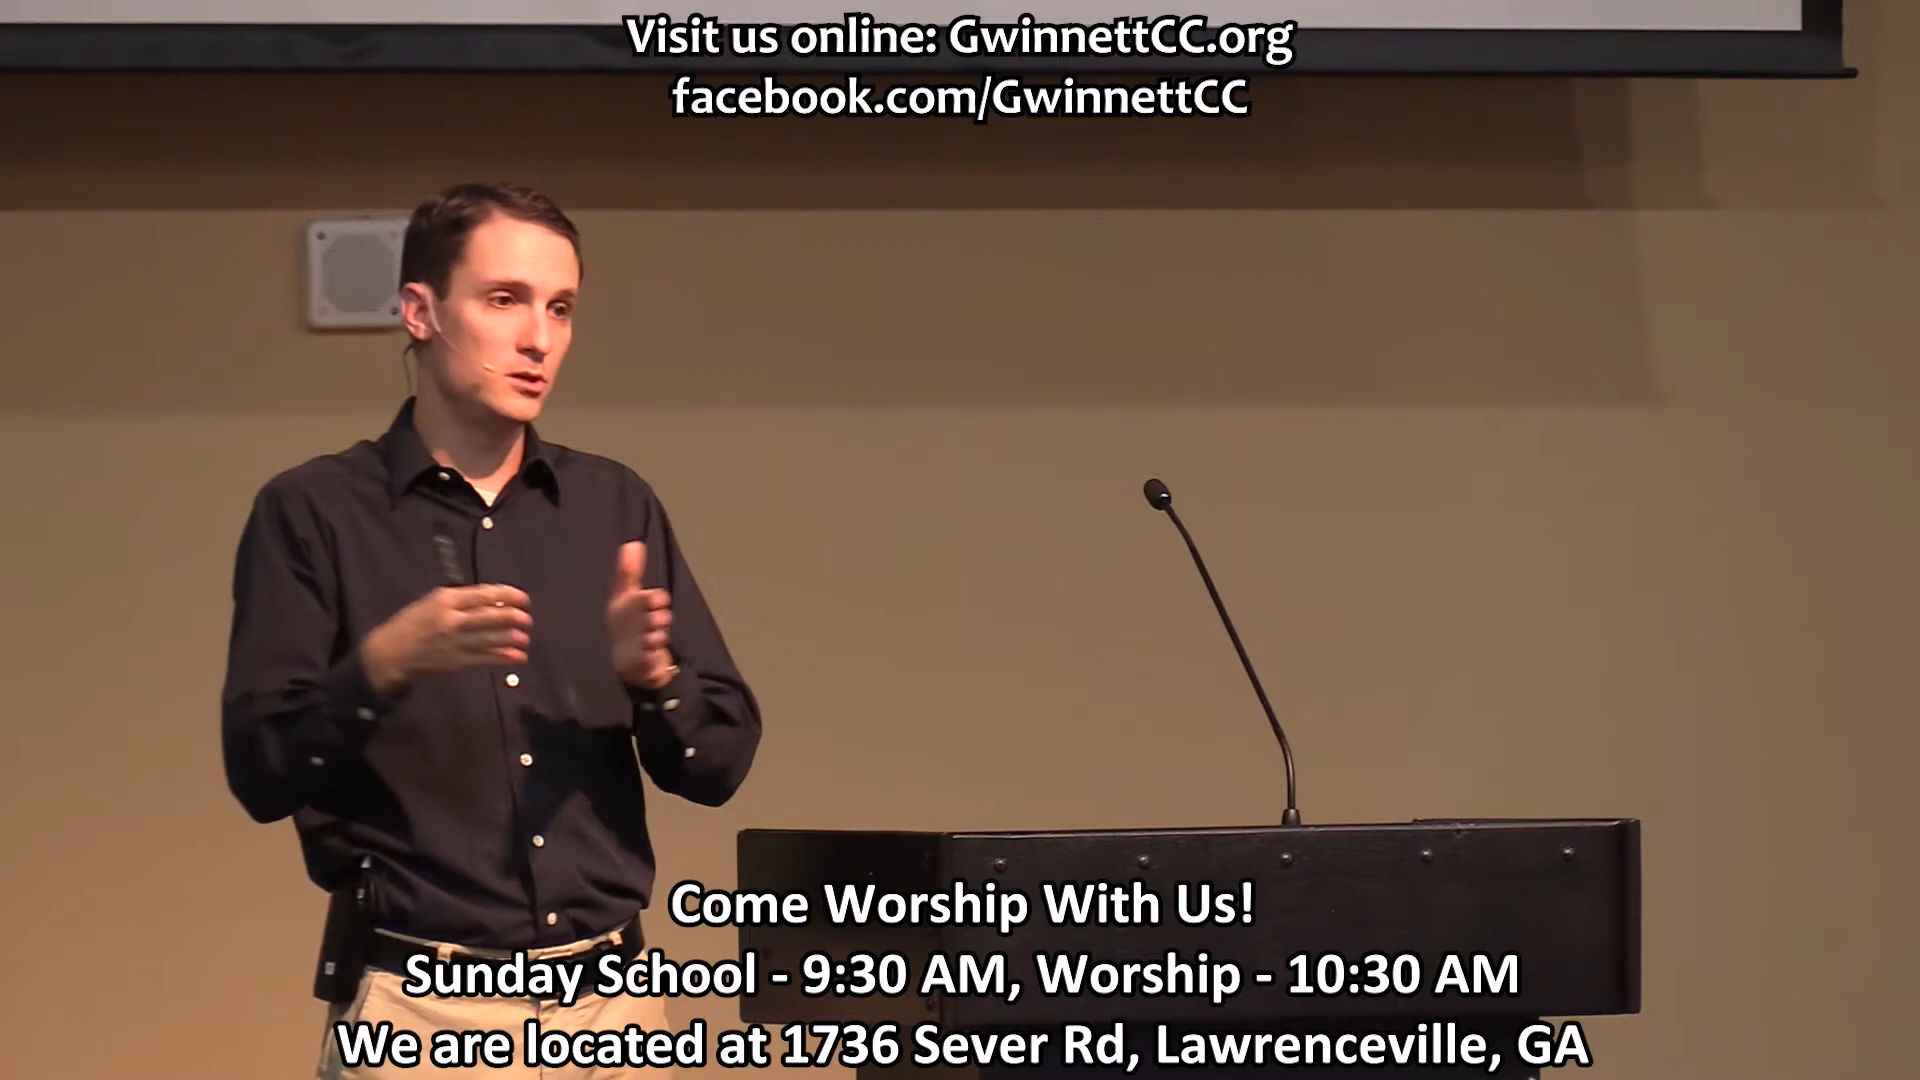 Visit us online: GwinnettCC.org
facebook.com/GwinnettCC
Come Worship With Us!
Sunday School - 9:30 AM, Worship - 10:30 AM
We are located at 1736 Sever Rd, Lawrenceville, GA